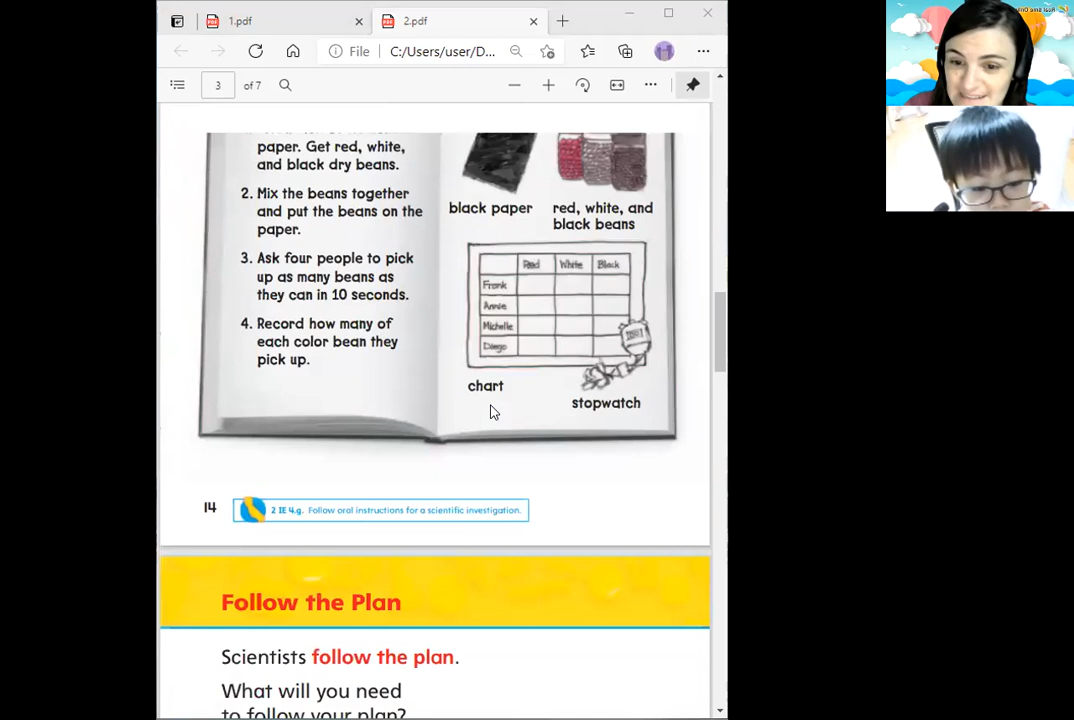 1.pdf
2.pdf
File
C:/Users/user/D...
3
of 7
paper. Get red, white,
and black dry beans.
2. Mix the beans together
and put the beans on the
paper.
3. Ask four people to pick
up as many beans as
they can in 10 seconds.
4. Record how many of
each color bean they
pick up.
black paper
red, white, and
black beans
Red White Black
Frank
Annie
Michelle
Diego
chart
stopwatch
14
2 IE 4.g. Follow oral instructions for a scientific investigation.
Follow the Plan
Scientists follow the plan.
What will you need
to follow your plan?